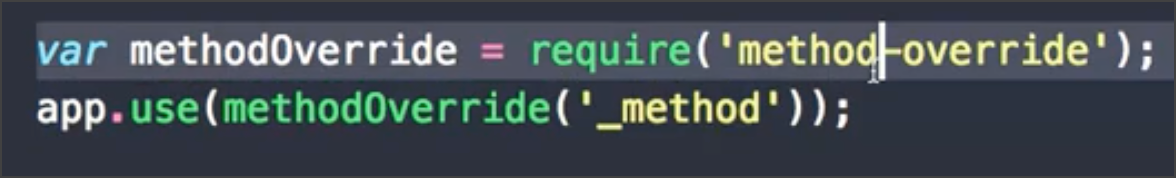 var methodOverride = require('method-override');
app.use(methodOverride('_method'));